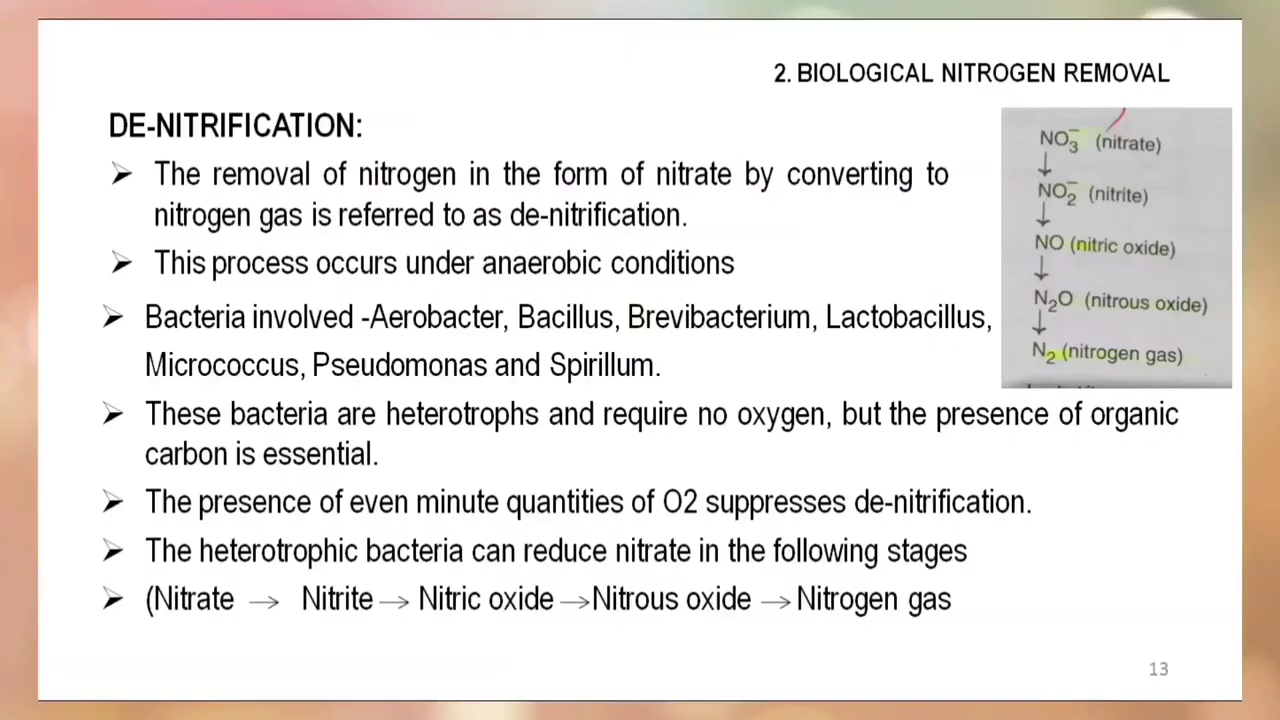 2. BIOLOGICAL NITROGEN REMOVAL
DE-NITRIFICATION:
➢ The removal of nitrogen in the form of nitrate by converting to
nitrogen gas is referred to as de-nitrification.
➢ This process occurs under anaerobic conditions
➢ Bacteria involved -Aerobacter, Bacillus, Brevibacterium, Lactobacillus,
Micrococcus, Pseudomonas and Spirillum.
➢ These bacteria are heterotrophs and require no oxygen, but the presence of organic
carbon is essential.
➢ The presence of even minute quantities of O2 suppresses de-nitrification.
➢ The heterotrophic bacteria can reduce nitrate in the following stages
➢ (Nitrate → Nitrite → Nitric oxide → Nitrous oxide → Nitrogen gas
NO₃⁻ (nitrate)
↓
NO₂⁻ (nitrite)
↓
NO (nitric oxide)
↓
N₂O (nitrous oxide)
↓
N₂ (nitrogen gas)
13